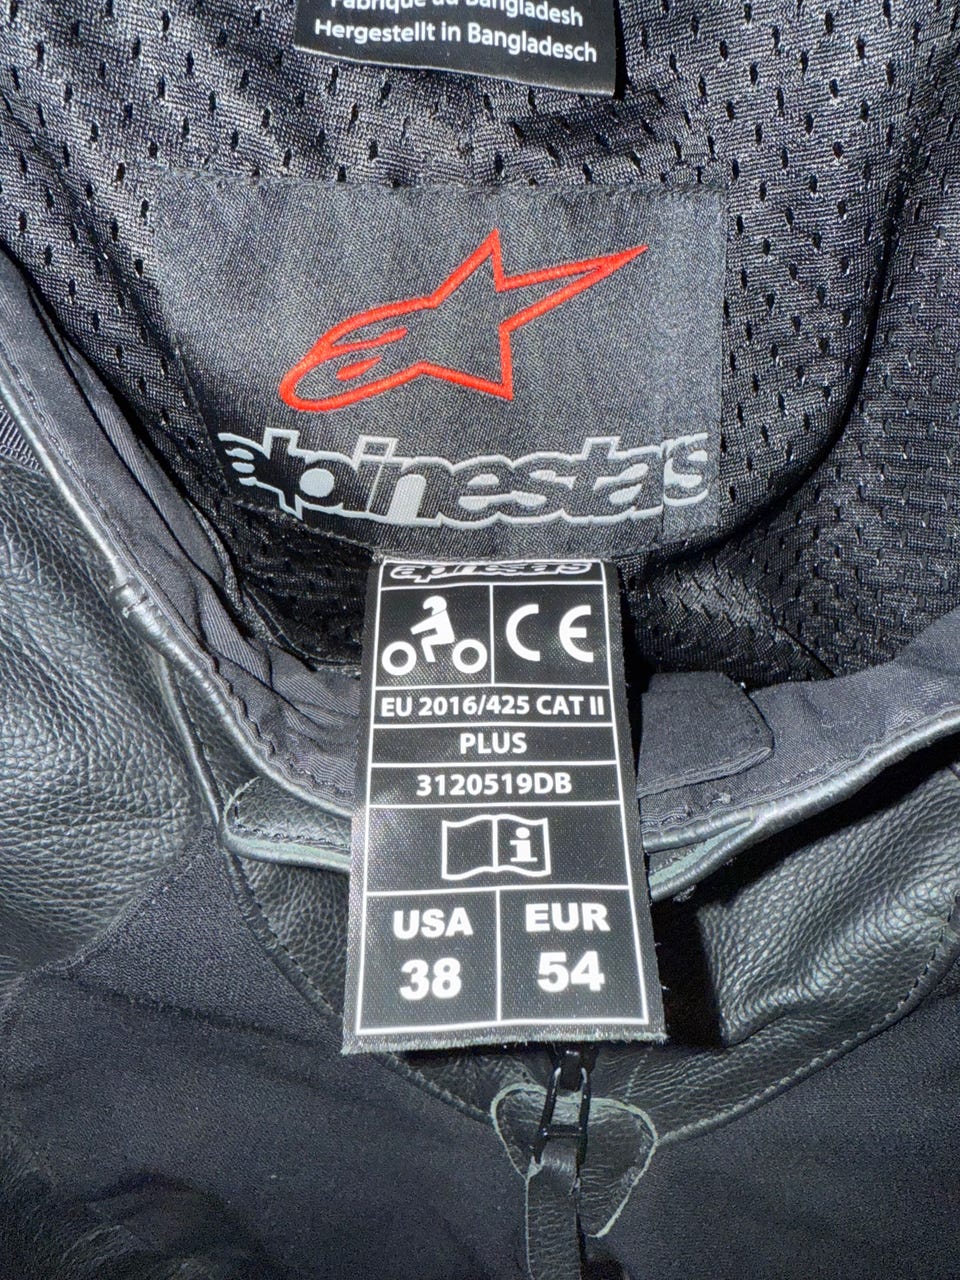 Fabriqué au Bangladesh
Hergestellt in Bangladesch
alpinestars
alpinestars
CE
EU 2016/425 CAT II
PLUS
3120519DB
i
USA EUR
38 54